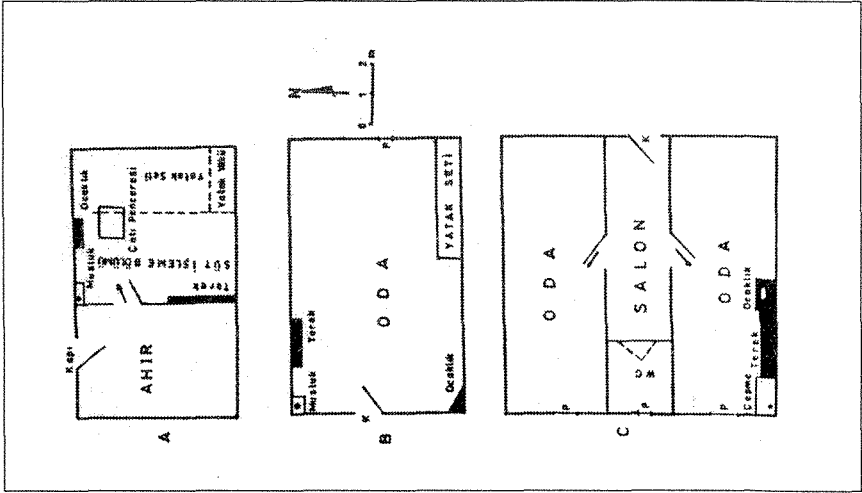 Kapı
Musluk
Ocaklık
Çatı Penceresi
Yatak Seti
AHIR
SÜT İŞLEME BÖLÜMÜ
Terek
A
N
0 1 2 m
Musluk
Terek
P
K
ODA
YATAK SETİ
Ocaklık
B
ODA
K
SALON
WC
P
P
P
ODA
Çeşme
Terek
Ocaklık
C